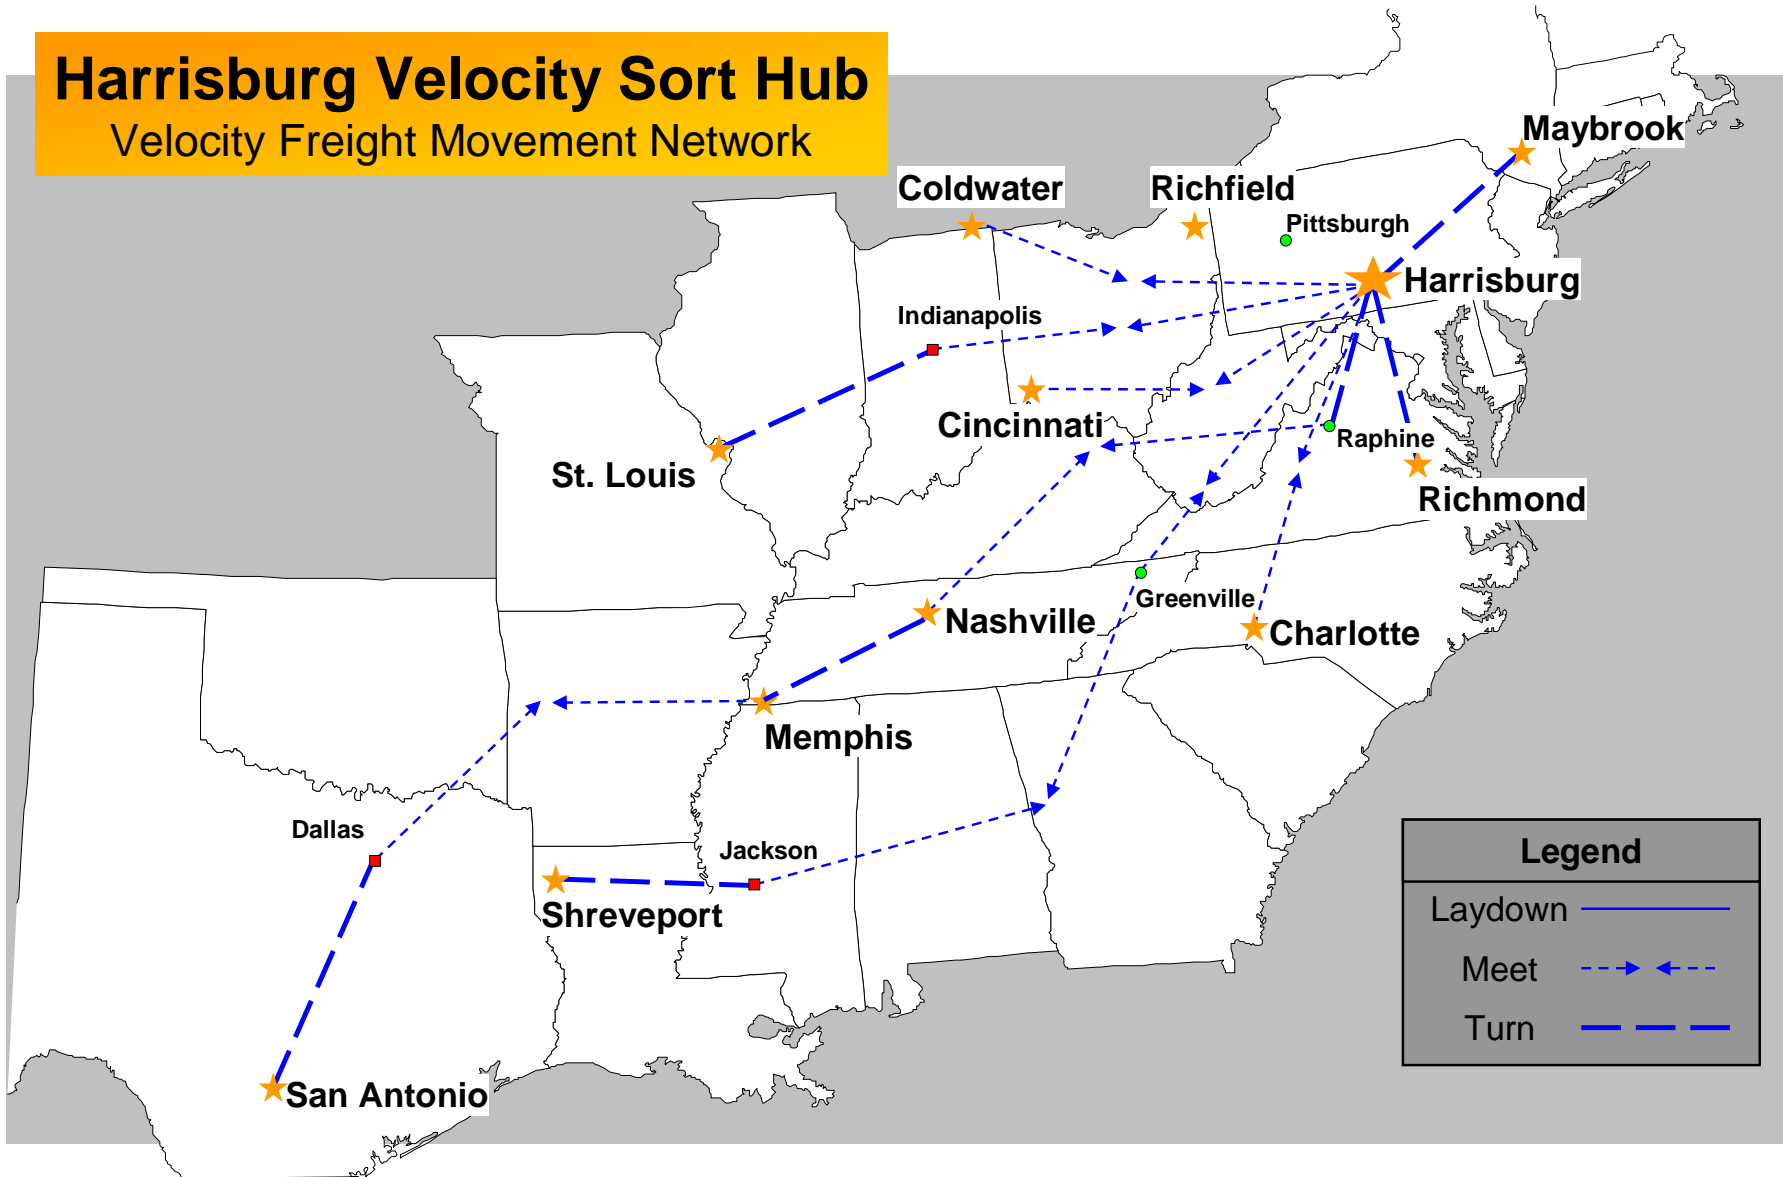 Harrisburg Velocity Sort Hub
Velocity Freight Movement Network
Maybrook
Coldwater
Richfield
Pittsburgh
Harrisburg
Indianapolis
Cincinnati
Raphine
St. Louis
Richmond
Greenville
Nashville
Charlotte
Memphis
Dallas
Jackson
Shreveport
San Antonio
Legend
Laydown
Meet
Turn